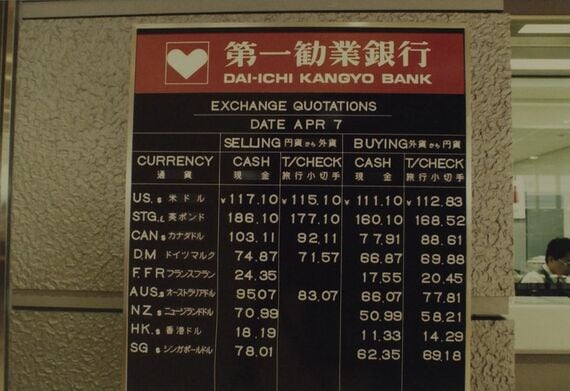 第一勧業銀行
DAI-ICHI KANGYO BANK
EXCHANGE QUOTATIONS
DATE APR 7
SELLING 円貨から外貨 BUYING 外貨から円貨
CURRENCY CASH T/CHECK CASH T/CHECK
通貨 現金 旅行小切手 現金 旅行小切手
US.$ 米ドル ¥117.10 ¥115.10 ¥111.10 ¥112.83
STG.£ 英ポンド 186.10 177.10 160.10 168.52
CAN$ カナダドル 103.11 92.11 77.91 88.61
D.M ドイツマルク 74.87 71.57 66.87 69.88
F.FR フランスフラン 24.35 17.55 20.45
AUS.$ オーストラリアドル 95.07 83.07 66.07 77.81
NZ $ ニュージランドドル 70.99 50.99 58.21
HK.$ 香港ドル 18.19 11.33 14.29
SG $ シンガポールドル 78.01 62.35 69.18